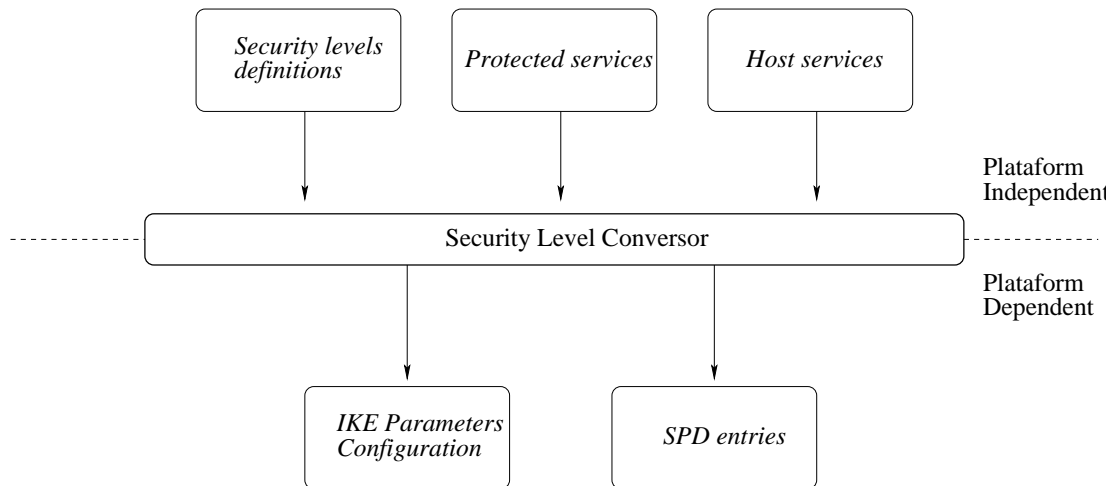 Security levels
definitions
Protected services
Host services
Plataform
Independent
Security Level Conversor
Plataform
Dependent
IKE Parameters
Configuration
SPD entries